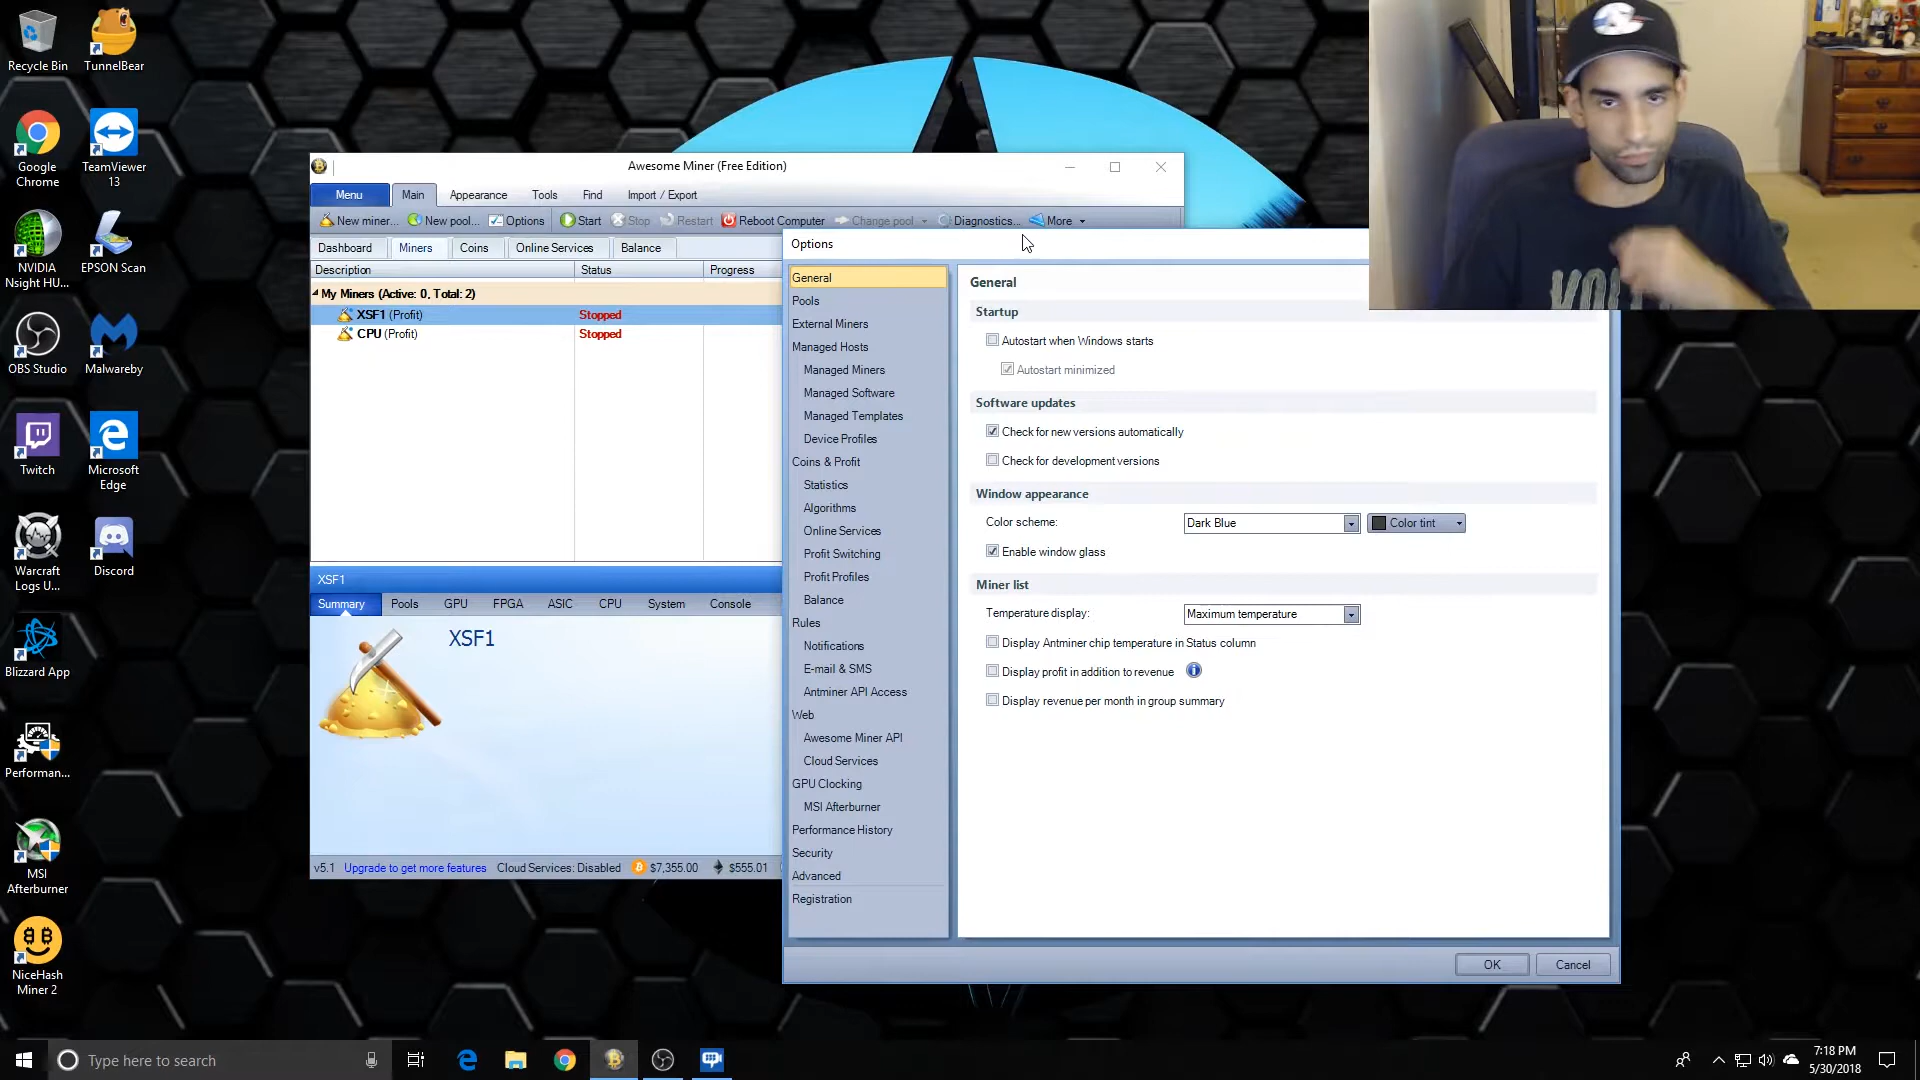 Recycle Bin
TunnelBear
Google Chrome
TeamViewer 13
NVIDIA Nsight HU...
EPSON Scan
OBS Studio
Malwareby
Twitch
Microsoft Edge
Warcraft Logs U...
Discord
Blizzard App
Performan...
MSI Afterburner
NiceHash Miner 2
Awesome Miner (Free Edition)
Menu Main Appearance Tools Find Import / Export
New miner... New pool... Options Start Stop Restart Reboot Computer Change pool Diagnostics... More
Dashboard Miners Coins Online Services Balance
Description Status Progress
My Miners (Active: 0, Total: 2)
XSF1 (Profit) Stopped
CPU (Profit) Stopped
XSF1
Summary Pools GPU FPGA ASIC CPU System Console
XSF1
v5.1 Upgrade to get more features Cloud Services: Disabled $7,355.00 $555.01
Options
General
Pools
External Miners
Managed Hosts
Managed Miners
Managed Software
Managed Templates
Device Profiles
Coins & Profit
Statistics
Algorithms
Online Services
Profit Switching
Profit Profiles
Balance
Rules
Notifications
E-mail & SMS
Antminer API Access
Web
Awesome Miner API
Cloud Services
GPU Clocking
MSI Afterburner
Performance History
Security
Advanced
Registration
General
Startup
Autostart when Windows starts
Autostart minimized
Software updates
Check for new versions automatically
Check for development versions
Window appearance
Color scheme: Dark Blue Color tint
Enable window glass
Miner list
Temperature display: Maximum temperature
Display Antminer chip temperature in Status column
Display profit in addition to revenue
Display revenue per month in group summary
OK Cancel
Type here to search
7:18 PM
5/30/2018